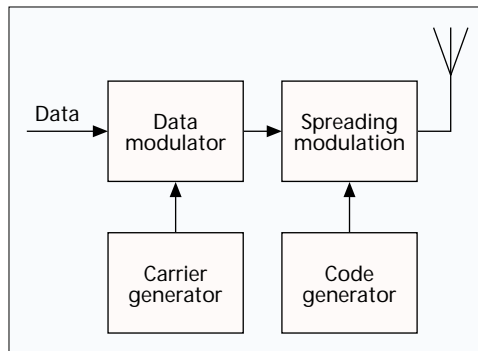 Data
Data
modulator
Spreading
modulation
Carrier
generator
Code
generator